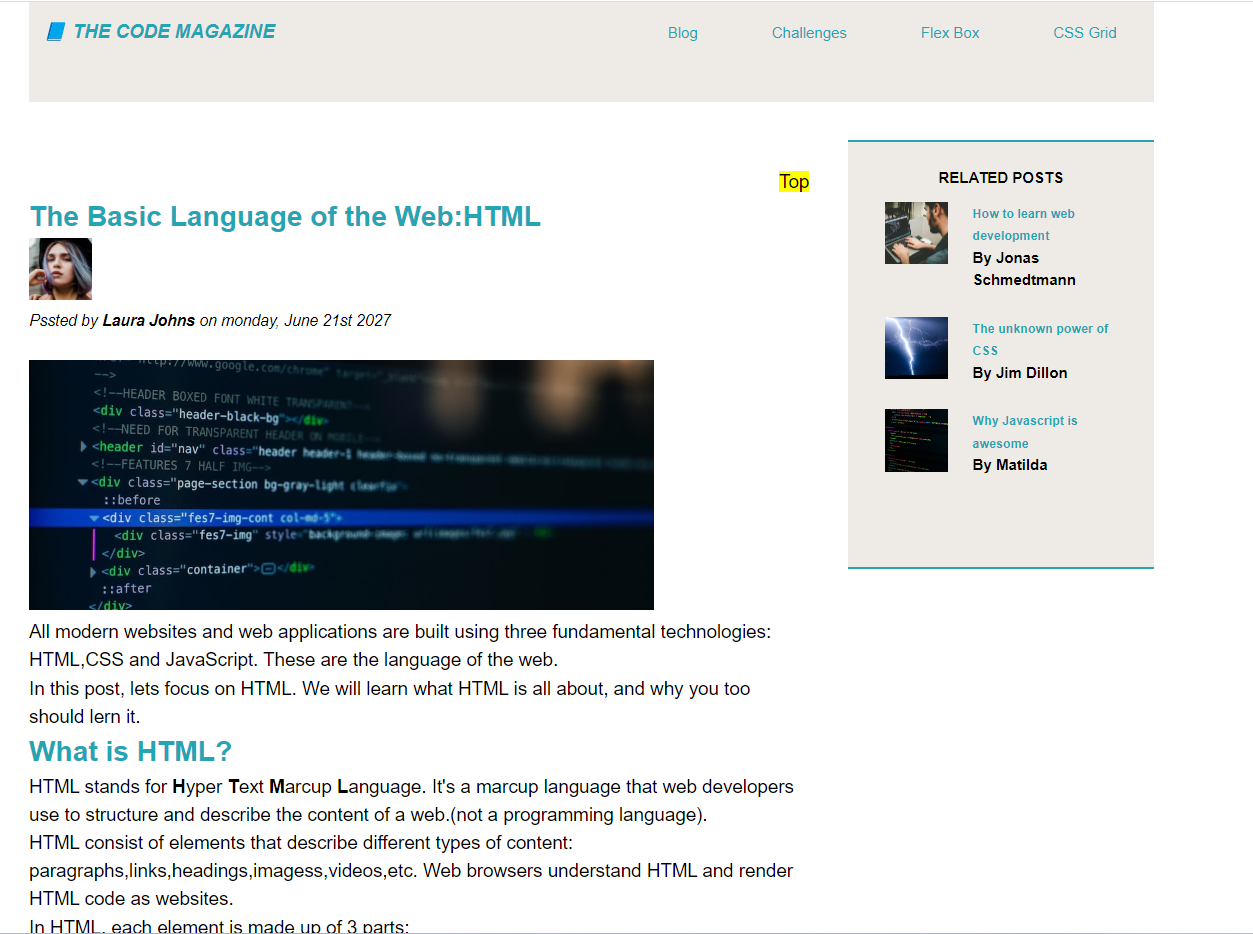 THE CODE MAGAZINE
Blog
Challenges
Flex Box
CSS Grid
Top
The Basic Language of the Web:HTML
Pssted by Laura Johns on monday, June 21st 2027
http://www.google.com/chrome"
-->
<!--HEADER BOXED FONT WHITE TRANSPARENT-->
<div class="header-black-bg"></div>
<!--NEED FOR TRANSPARENT HEADER ON MOBILE-->
<header id="nav" class="header header-1
<!--FEATURES 7 HALF IMG-->
<div class="page-section bg-gray-light clearfix">
::before
<div class="fes7-img-cont col-md-5">
<div class="fes7-img" style="background-image:
</div>
<div class="container"></div>
::after
</div>
All modern websites and web applications are built using three fundamental technologies:
HTML,CSS and JavaScript. These are the language of the web.
In this post, lets focus on HTML. We will learn what HTML is all about, and why you too
should lern it.
What is HTML?
HTML stands for Hyper Text Marcup Language. It's a marcup language that web developers
use to structure and describe the content of a web.(not a programming language).
HTML consist of elements that describe different types of content:
paragraphs,links,headings,imagess,videos,etc. Web browsers understand HTML and render
HTML code as websites.
In HTML, each element is made up of 3 parts:
RELATED POSTS
How to learn web
development
By Jonas
Schmedtmann
The unknown power of
CSS
By Jim Dillon
Why Javascript is
awesome
By Matilda